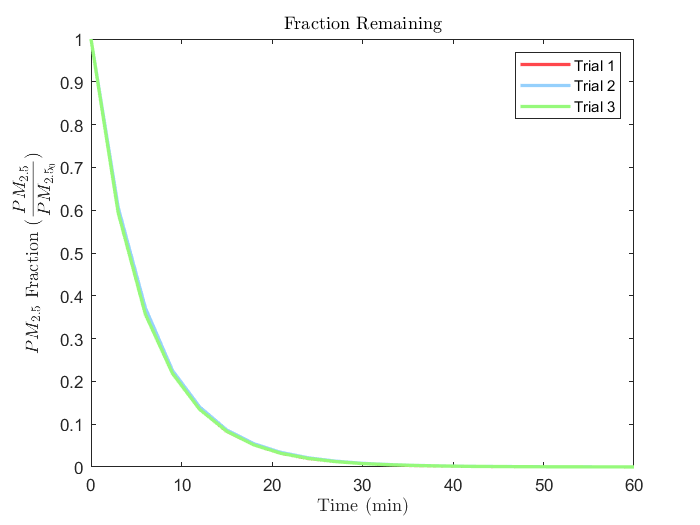 Fraction Remaining
PM2.5 Fraction (PM2.5/PM2.50)
1
0.9
0.8
0.7
0.6
0.5
0.4
0.3
0.2
0.1
0
Trial 1
Trial 2
Trial 3
0 10 20 30 40 50 60
Time (min)